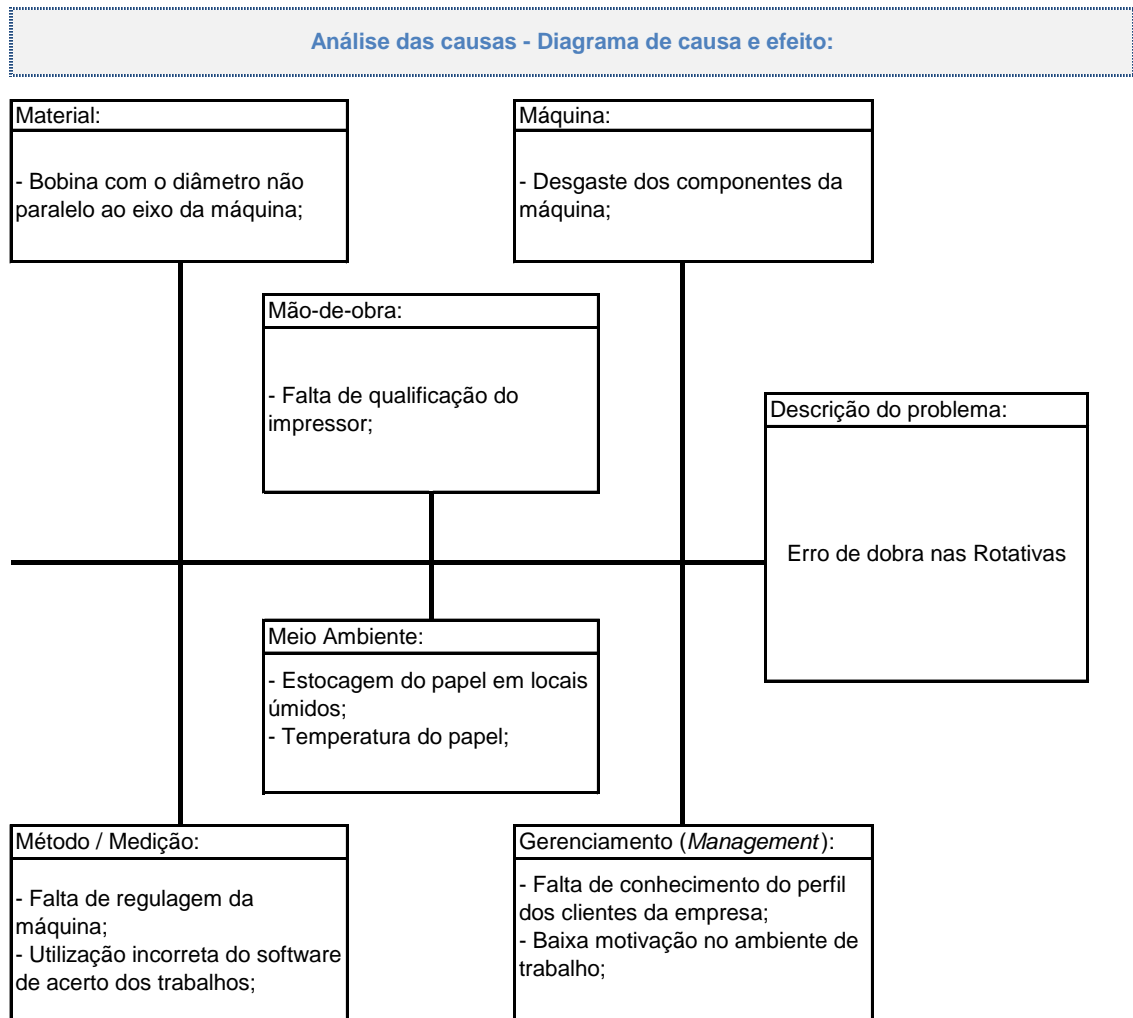 Análise das causas - Diagrama de causa e efeito:
Material:
- Bobina com o diâmetro não
paralelo ao eixo da máquina;
Máquina:
- Desgaste dos componentes da
máquina;
Mão-de-obra:
- Falta de qualificação do
impressor;
Descrição do problema:
Erro de dobra nas Rotativas
Meio Ambiente:
- Estocagem do papel em locais
úmidos;
- Temperatura do papel;
Método / Medição:
- Falta de regulagem da
máquina;
- Utilização incorreta do software
de acerto dos trabalhos;
Gerenciamento (Management):
- Falta de conhecimento do perfil
dos clientes da empresa;
- Baixa motivação no ambiente de
trabalho;